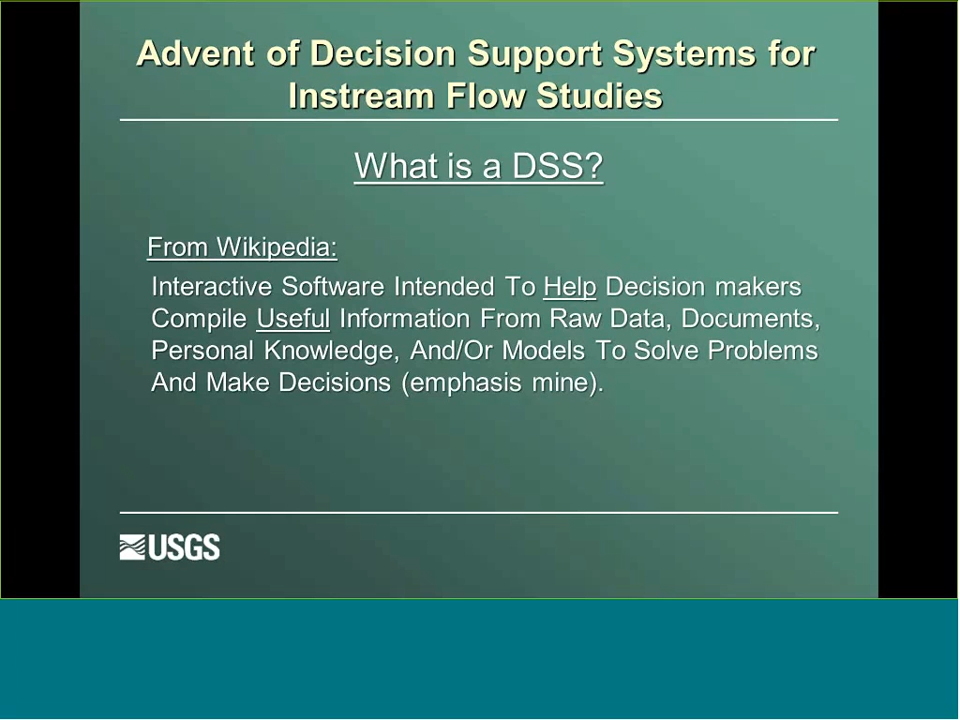 Advent of Decision Support Systems for
Instream Flow Studies
What is a DSS?
From Wikipedia:
Interactive Software Intended To Help Decision makers
Compile Useful Information From Raw Data, Documents,
Personal Knowledge, And/Or Models To Solve Problems
And Make Decisions (emphasis mine).
USGS